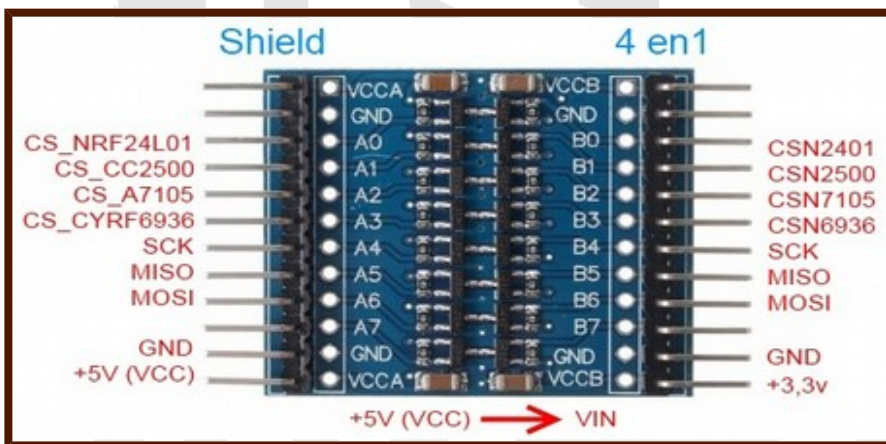 Shield
4 en1
VCCA
VCCB
GND
GND
CS_NRF24L01
A0
B0
CSN2401
CS_CC2500
A1
B1
CSN2500
CS_A7105
A2
B2
CSN7105
CS_CYRF6936
A3
B3
CSN6936
SCK
A4
B4
SCK
MISO
A5
B5
MISO
MOSI
A6
B6
MOSI
A7
B7
GND
GND
GND
GND
+5V (VCC)
VCCA
VCCB
+3,3v
+5V (VCC)
VIN